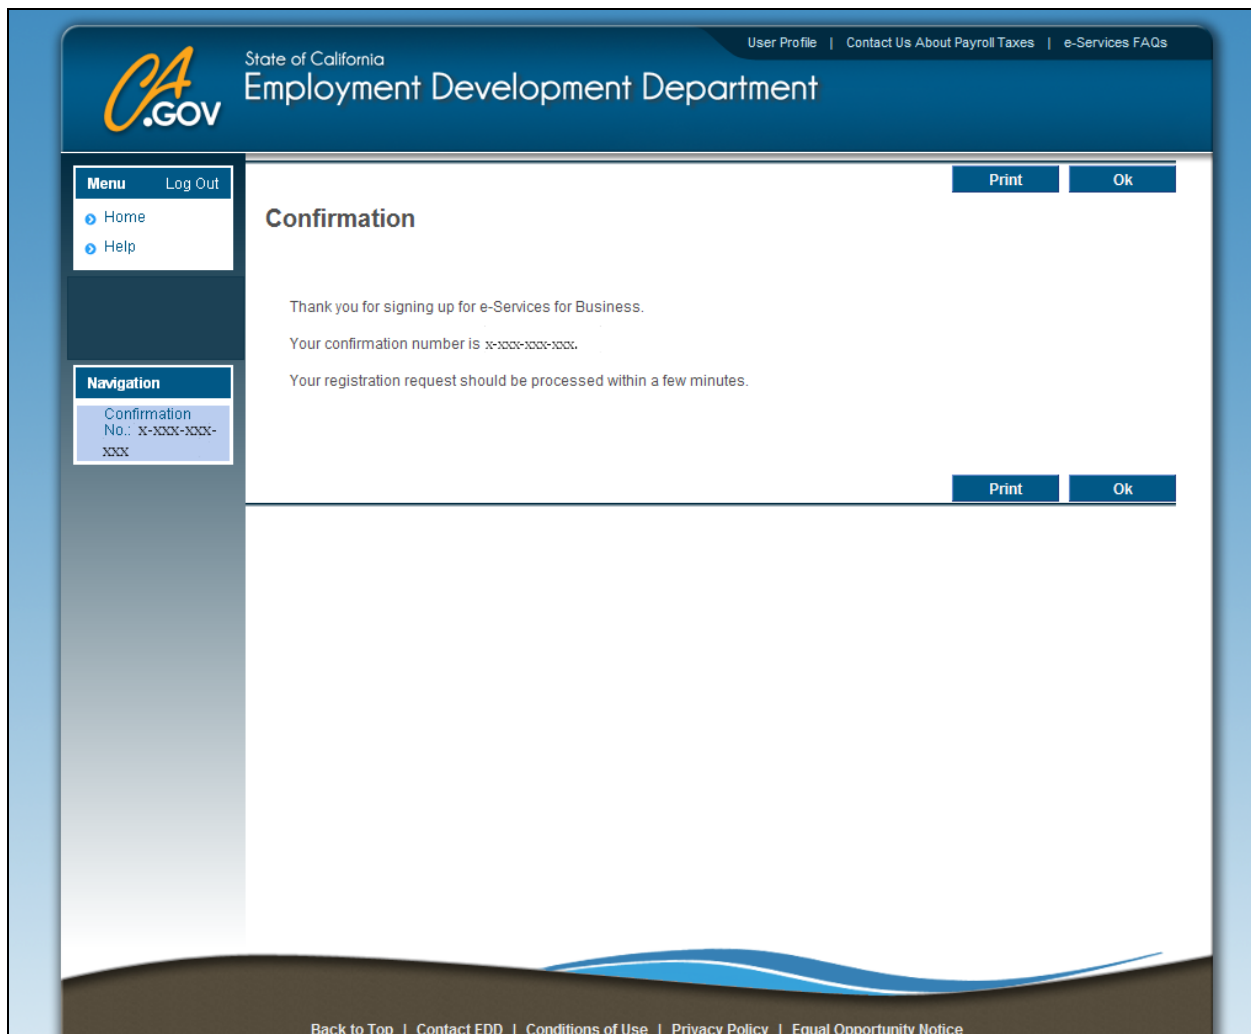 User Profile | Contact Us About Payroll Taxes | e-Services FAQs
CA
.GOV
State of California
Employment Development Department
Menu Log Out
Home
Help
Print Ok
Confirmation
Thank you for signing up for e-Services for Business.
Your confirmation number is x-xxx-xxx-xxx.
Your registration request should be processed within a few minutes.
Navigation
Confirmation
No.: x-xxx-xxx-
xxx
Print Ok
Back to Top | Contact EDD | Conditions of Use | Privacy Policy | Equal Opportunity Notice